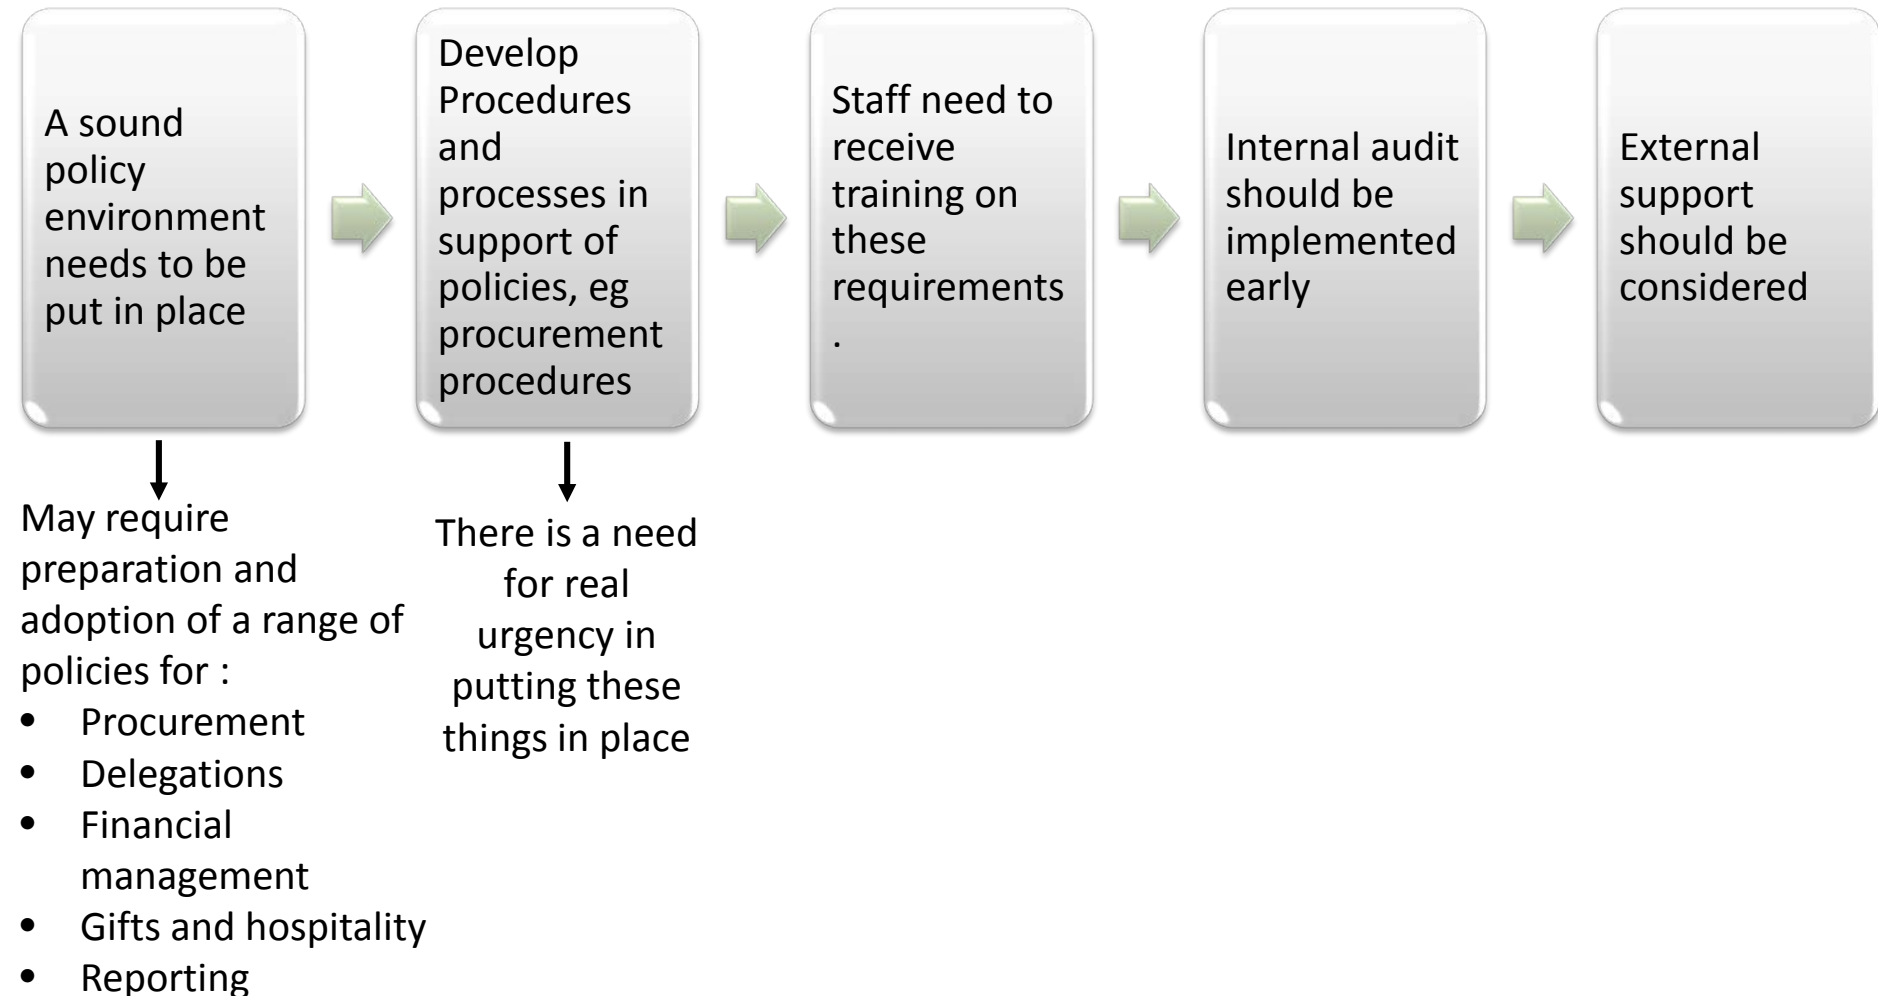 A sound
policy
environment
needs to be
put in place
Develop
Procedures
and
processes in
support of
policies, eg
procurement
procedures
Staff need to
receive
training on
these
requirements
.
Internal audit
should be
implemented
early
External
support
should be
considered
May require
preparation and
adoption of a range of
policies for :
• Procurement
• Delegations
• Financial
management
• Gifts and hospitality
• Reporting
There is a need
for real
urgency in
putting these
things in place